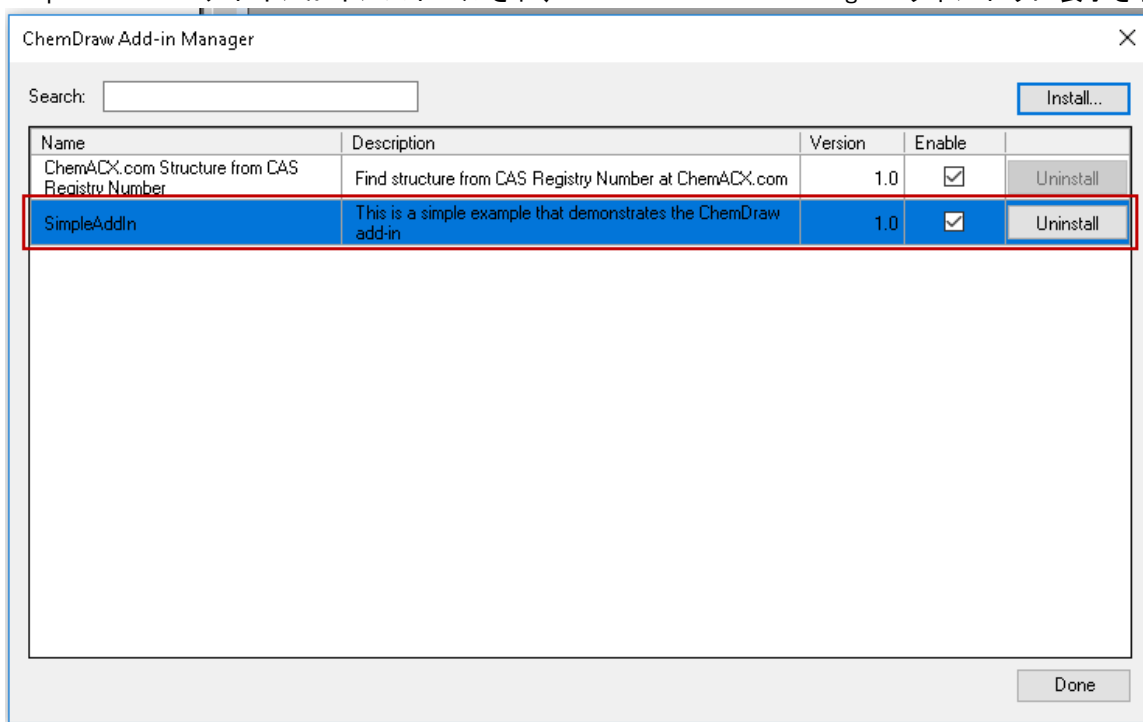 ChemDraw Add-in Manager
Search:
Install...
Name Description Version Enable
ChemACX.com Structure from CAS
Registry Number
Find structure from CAS Registry Number at ChemACX.com 1.0 Uninstall
SimpleAddIn
This is a simple example that demonstrates the ChemDraw
add-in
1.0 Uninstall
Done